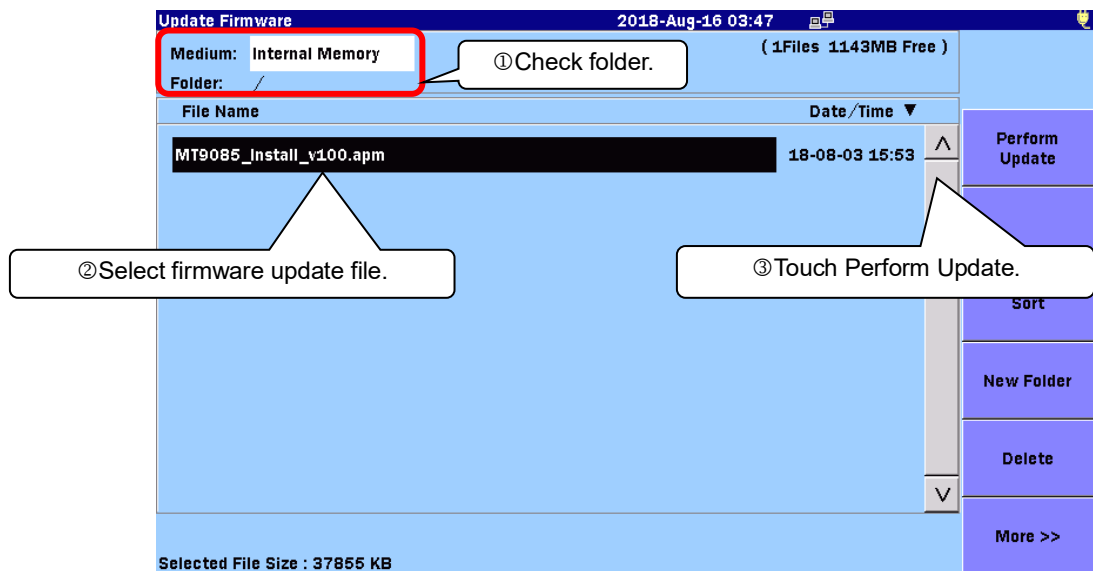 Update Firmware 2018-Aug-16 03:47
Medium: Internal Memory
( 1Files 1143MB Free )
①Check folder.
Folder: /
File Name Date/Time ▼
MT9085_Install_v100.apm 18-08-03 15:53
Perform
Update
②Select firmware update file.
③Touch Perform Update.
Sort
New Folder
Delete
More >>
Selected File Size : 37855 KB